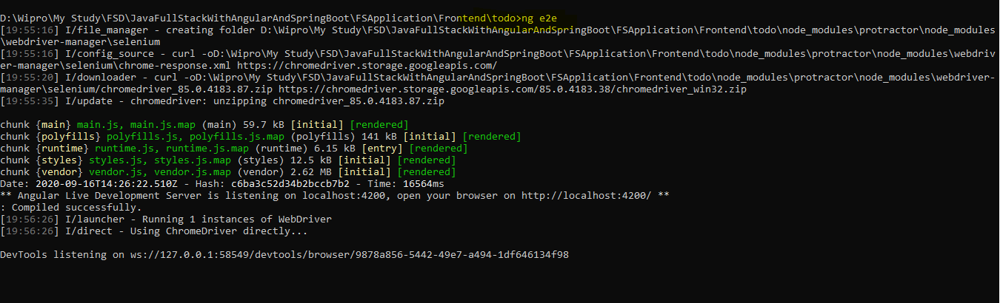 D:\Wipro\My Study\FSD\JavaFullStackWithAngularAndSpringBoot\FSApplication\Frontend\todo>ng e2e
[19:55:16] I/file_manager - creating folder D:\Wipro\My Study\FSD\JavaFullStackWithAngularAndSpringBoot\FSApplication\Frontend\todo\node_modules\protractor\node_modules
\webdriver-manager\selenium
[19:55:16] I/config_source - curl -oD:\Wipro\My Study\FSD\JavaFullStackWithAngularAndSpringBoot\FSApplication\Frontend\todo\node_modules\protractor\node_modules\webdriv
er-manager\selenium\chrome-response.xml https://chromedriver.storage.googleapis.com/
[19:55:20] I/downloader - curl -oD:\Wipro\My Study\FSD\JavaFullStackWithAngularAndSpringBoot\FSApplication\Frontend\todo\node_modules\protractor\node_modules\webdriver-
manager\selenium/chromedriver_85.0.4183.87.zip https://chromedriver.storage.googleapis.com/85.0.4183.38/chromedriver_win32.zip
[19:55:35] I/update - chromedriver: unzipping chromedriver_85.0.4183.87.zip
chunk {main} main.js, main.js.map (main) 59.7 kB [initial] [rendered]
chunk {polyfills} polyfills.js, polyfills.js.map (polyfills) 141 kB [initial] [rendered]
chunk {runtime} runtime.js, runtime.js.map (runtime) 6.15 kB [entry] [rendered]
chunk {styles} styles.js, styles.js.map (styles) 12.5 kB [initial] [rendered]
chunk {vendor} vendor.js, vendor.js.map (vendor) 2.62 MB [initial] [rendered]
Date: 2020-09-16T14:26:22.510Z - Hash: c6ba3c52d34b2bccb7b2 - Time: 16564ms
** Angular Live Development Server is listening on localhost:4200, open your browser on http://localhost:4200/ **
: Compiled successfully.
[19:56:26] I/launcher - Running 1 instances of WebDriver
[19:56:26] I/direct - Using ChromeDriver directly...
DevTools listening on ws://127.0.0.1:58549/devtools/browser/9878a856-5442-49e7-a494-1df646134f98